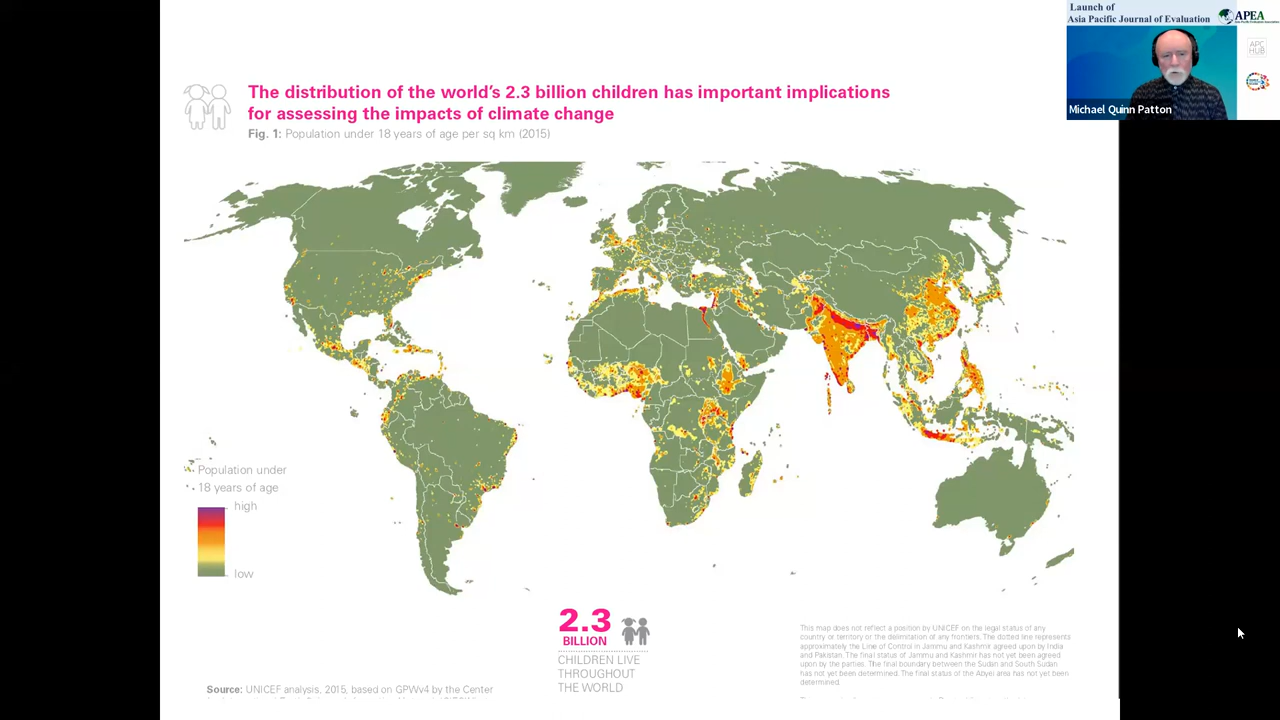 Launch of
Asia Pacific Journal of Evaluation
APEA
APC
HUB
Michael Quinn Patton
The distribution of the world's 2.3 billion children has important implications
for assessing the impacts of climate change
Fig. 1: Population under 18 years of age per sq km (2015)
Population under
18 years of age
high
low
2.3
BILLION
CHILDREN LIVE
THROUGHOUT
THE WORLD
Source: UNICEF analysis, 2015, based on GPWv4 by the Center
This map does not reflect a position by UNICEF on the legal status of any
country or territory or the delimitation of any frontiers. The dotted line represents
approximately the Line of Control in Jammu and Kashmir agreed upon by India
and Pakistan. The final status of Jammu and Kashmir has not yet been agreed
upon by the parties. The final boundary between the Sudan and South Sudan
has not yet been determined. The final status of the Abyei area has not yet been
determined.